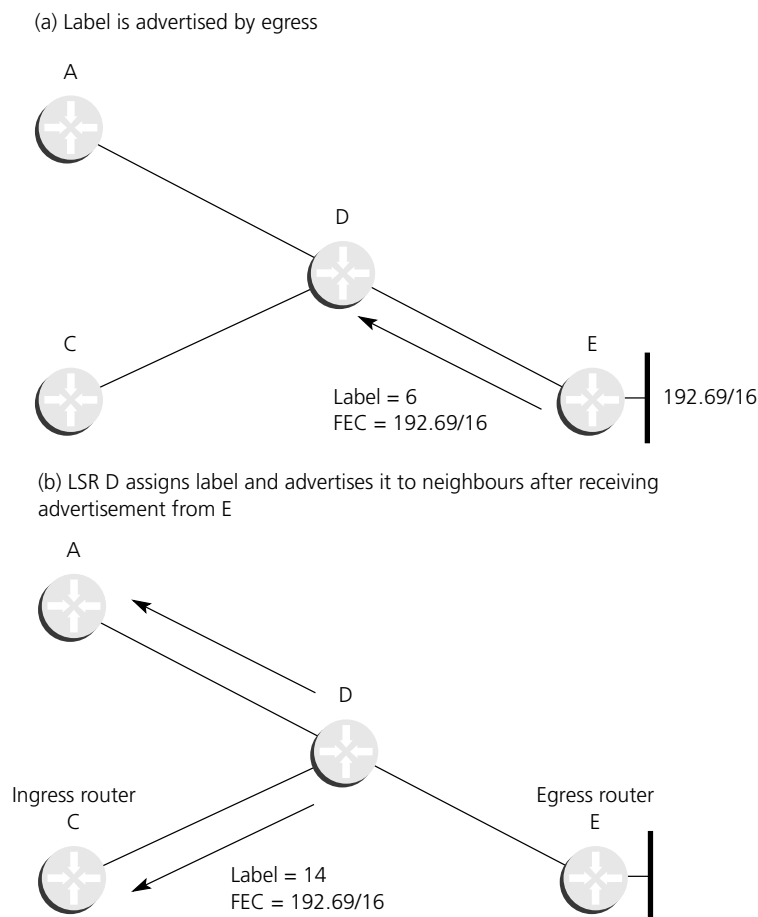 (a) Label is advertised by egress
A
D
C
E
Label = 6
FEC = 192.69/16
192.69/16
(b) LSR D assigns label and advertises it to neighbours after receiving
advertisement from E
A
D
Ingress router
C
Egress router
E
Label = 14
FEC = 192.69/16